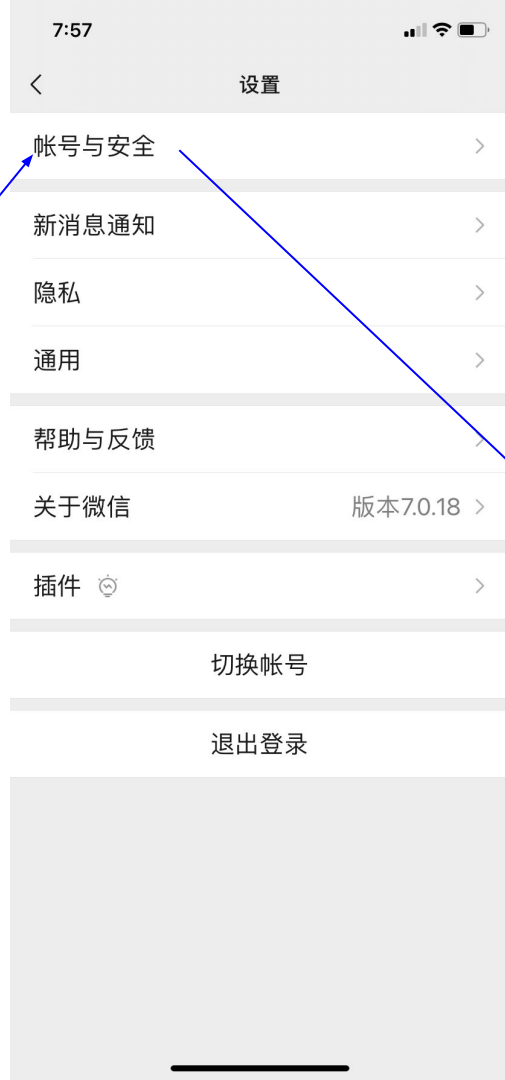 7:57
设置
帐号与安全
新消息通知
隐私
通用
帮助与反馈
关于微信 版本7.0.18
插件
切换帐号
退出登录